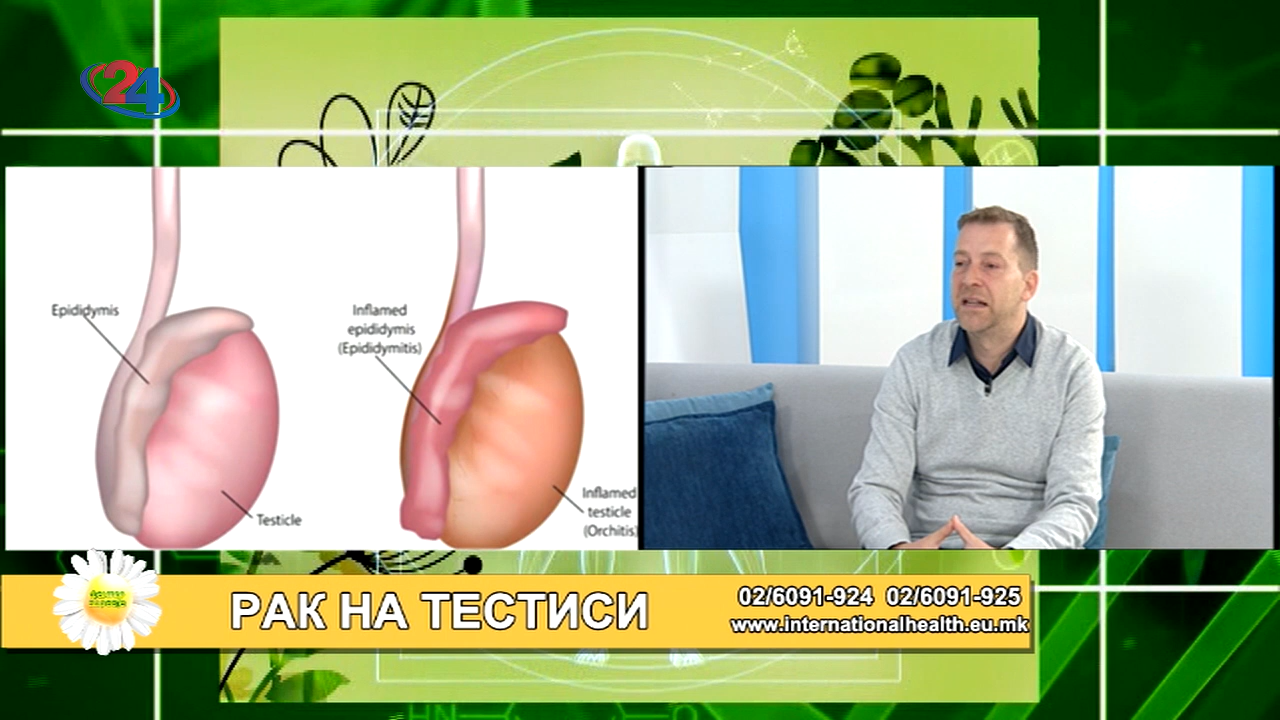 24
Epididymis
Testicle
Inflamed
epididymis
(Epididymitis)
Inflamed
testicle
(Orchitis)
РАК НА ТЕСТИСИ
02/6091-924 02/6091-925
www.internationalhealth.eu.mk
HN
O